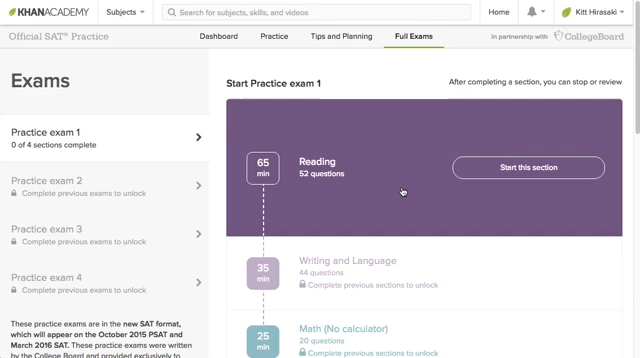 KHANACADEMY
Subjects
Search for subjects, skills, and videos
Home
Kitt Hirasaki
Official SAT® Practice
Dashboard
Practice
Tips and Planning
Full Exams
In partnership with
CollegeBoard
Exams
Practice exam 1
0 of 4 sections complete
Practice exam 2
Complete previous exams to unlock
Practice exam 3
Complete previous exams to unlock
Practice exam 4
Complete previous exams to unlock
These practice exams are in the new SAT format,
which will appear on the October 2015 PSAT and
March 2016 SAT. These practice exams were written
by the College Board and provided exclusively to
Start Practice exam 1
After completing a section, you can stop or review
65
min
Reading
52 questions
Start this section
35
min
Writing and Language
44 questions
Complete previous sections to unlock
25
min
Math (No calculator)
20 questions
Complete previous sections to unlock